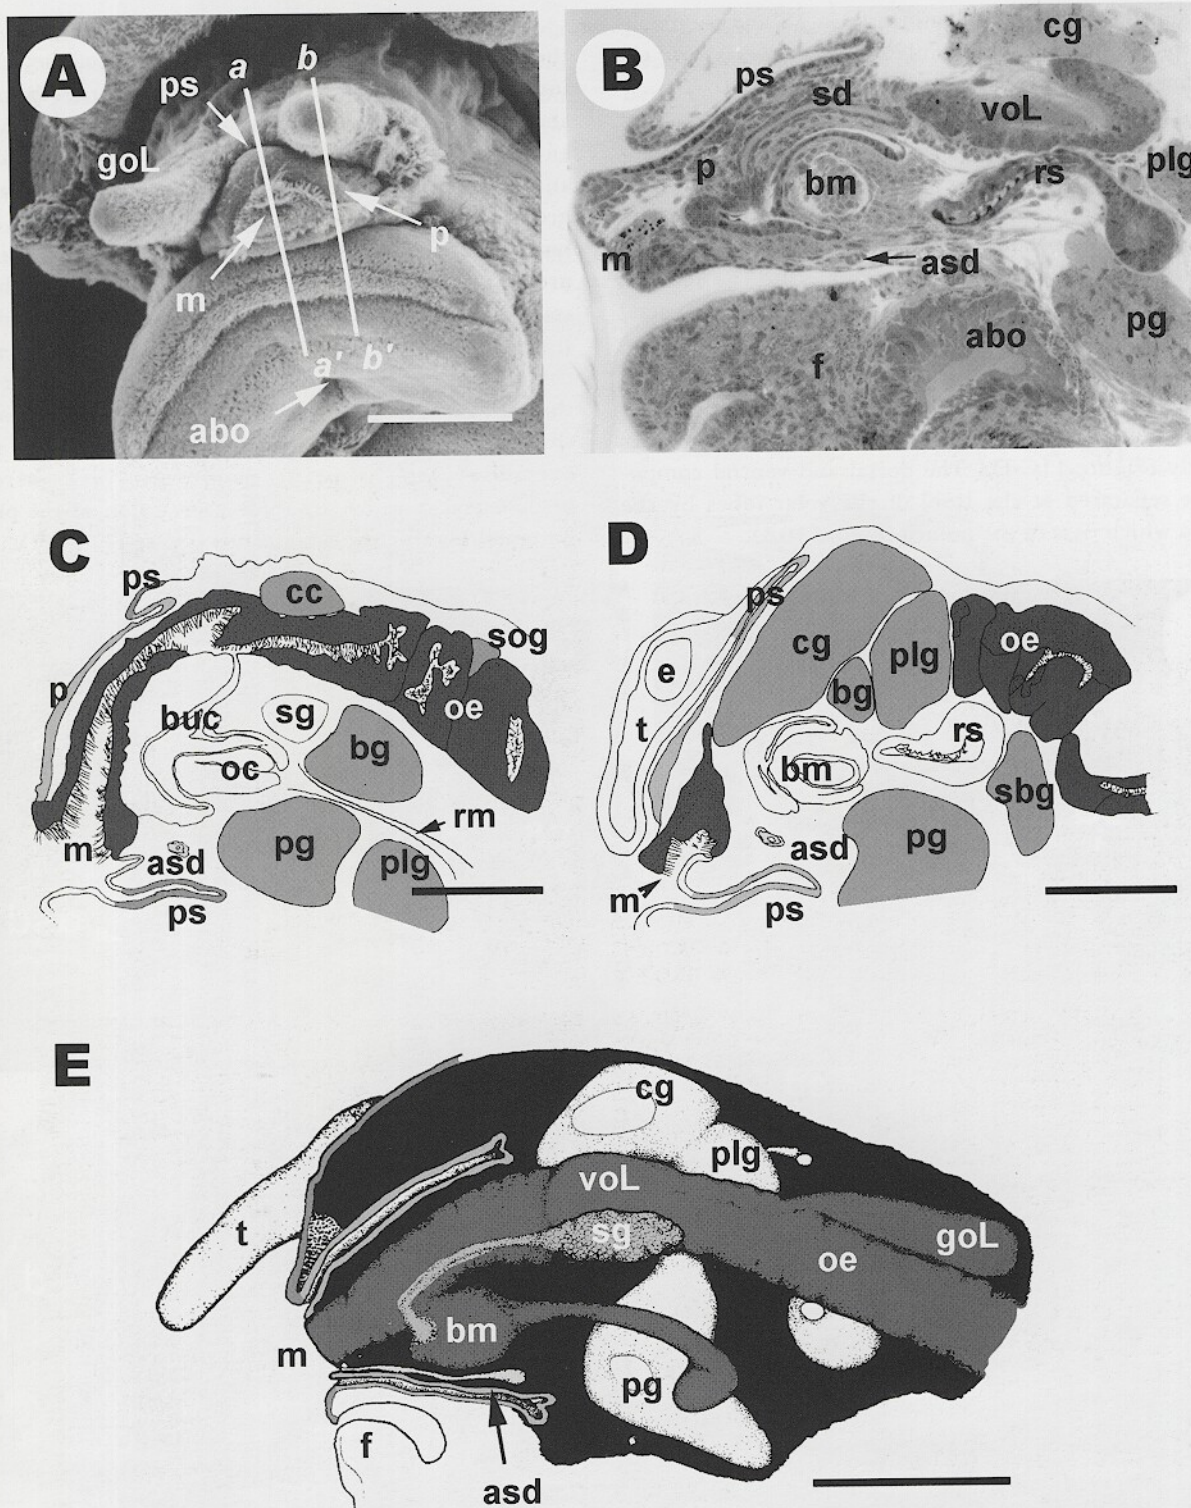 A
a
b
ps
goL
p
m
a'
b'
abo
B
cg
ps
sd
voL
plg
p
bm
rs
m
asd
f
abo
pg
C
ps
cc
sog
p
buc
sg
oe
bg
oc
rm
m
asd
pg
plg
ps
D
ps
e
cg
plg
oe
bg
t
rs
bm
sbg
asd
pg
m
ps
E
cg
plg
t
voL
sg
goL
oe
bm
m
pg
f
asd